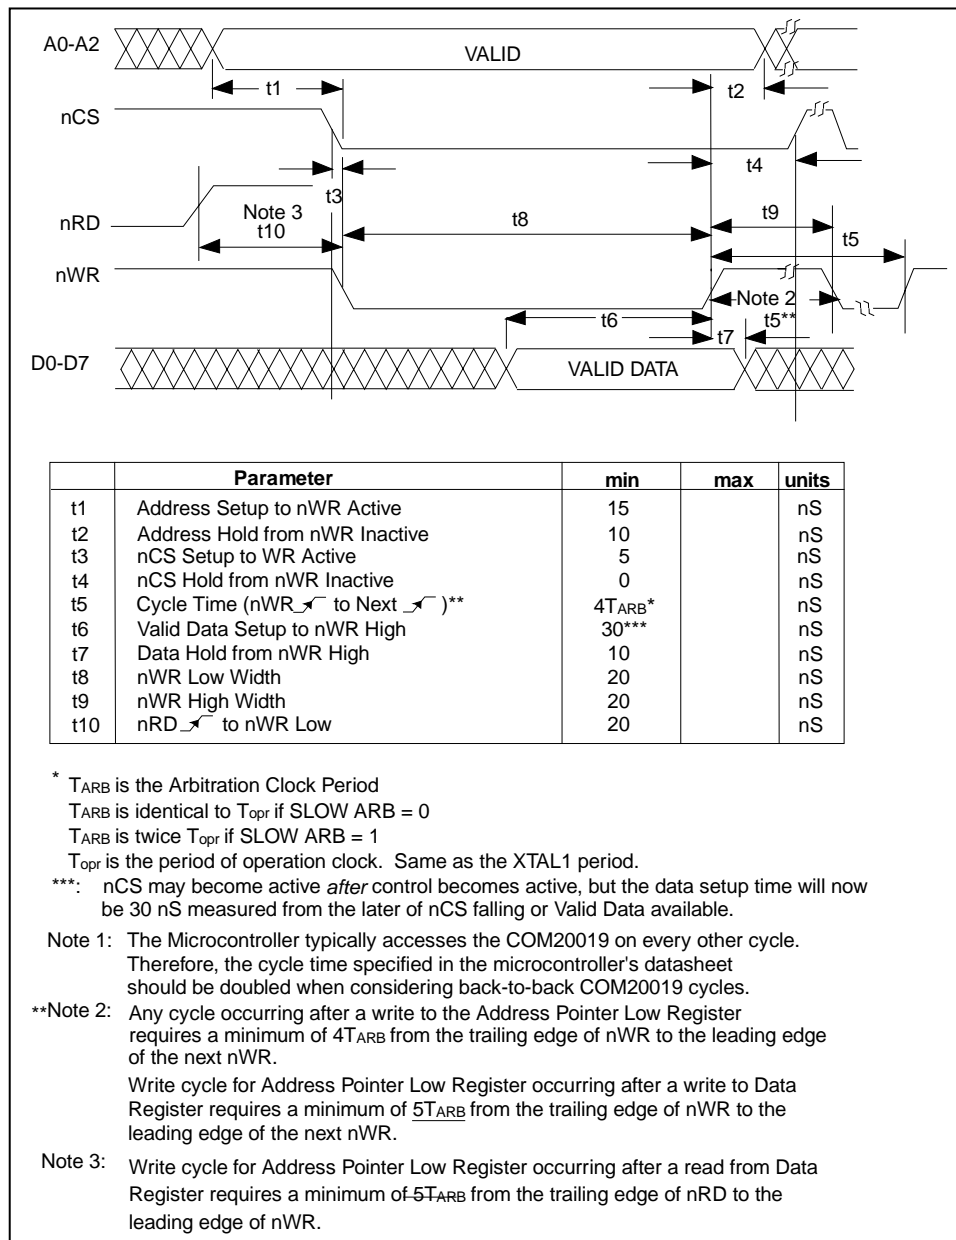 A0-A2
VALID
t1
t2
nCS
t3
t4
nRD
Note 3
t10
t8
t9
t5
nWR
Note 2
t5**
t6
t7
D0-D7
VALID DATA
Parameter min max units
t1 Address Setup to nWR Active 15 nS
t2 Address Hold from nWR Inactive 10 nS
t3 nCS Setup to WR Active 5 nS
t4 nCS Hold from nWR Inactive 0 nS
t5 Cycle Time (nWR to Next )** 4TARB* nS
t6 Valid Data Setup to nWR High 30*** nS
t7 Data Hold from nWR High 10 nS
t8 nWR Low Width 20 nS
t9 nWR High Width 20 nS
t10 nRD to nWR Low 20 nS
* TARB is the Arbitration Clock Period
TARB is identical to Topr if SLOW ARB = 0
TARB is twice Topr if SLOW ARB = 1
Topr is the period of operation clock. Same as the XTAL1 period.
***: nCS may become active after control becomes active, but the data setup time will now
be 30 nS measured from the later of nCS falling or Valid Data available.
Note 1: The Microcontroller typically accesses the COM20019 on every other cycle.
Therefore, the cycle time specified in the microcontroller's datasheet
should be doubled when considering back-to-back COM20019 cycles.
**Note 2: Any cycle occurring after a write to the Address Pointer Low Register
requires a minimum of 4TARB from the trailing edge of nWR to the leading edge
of the next nWR.
Write cycle for Address Pointer Low Register occurring after a write to Data
Register requires a minimum of 5TARB from the trailing edge of nWR to the
leading edge of the next nWR.
Note 3: Write cycle for Address Pointer Low Register occurring after a read from Data
Register requires a minimum of 5TARB from the trailing edge of nRD to the
leading edge of nWR.